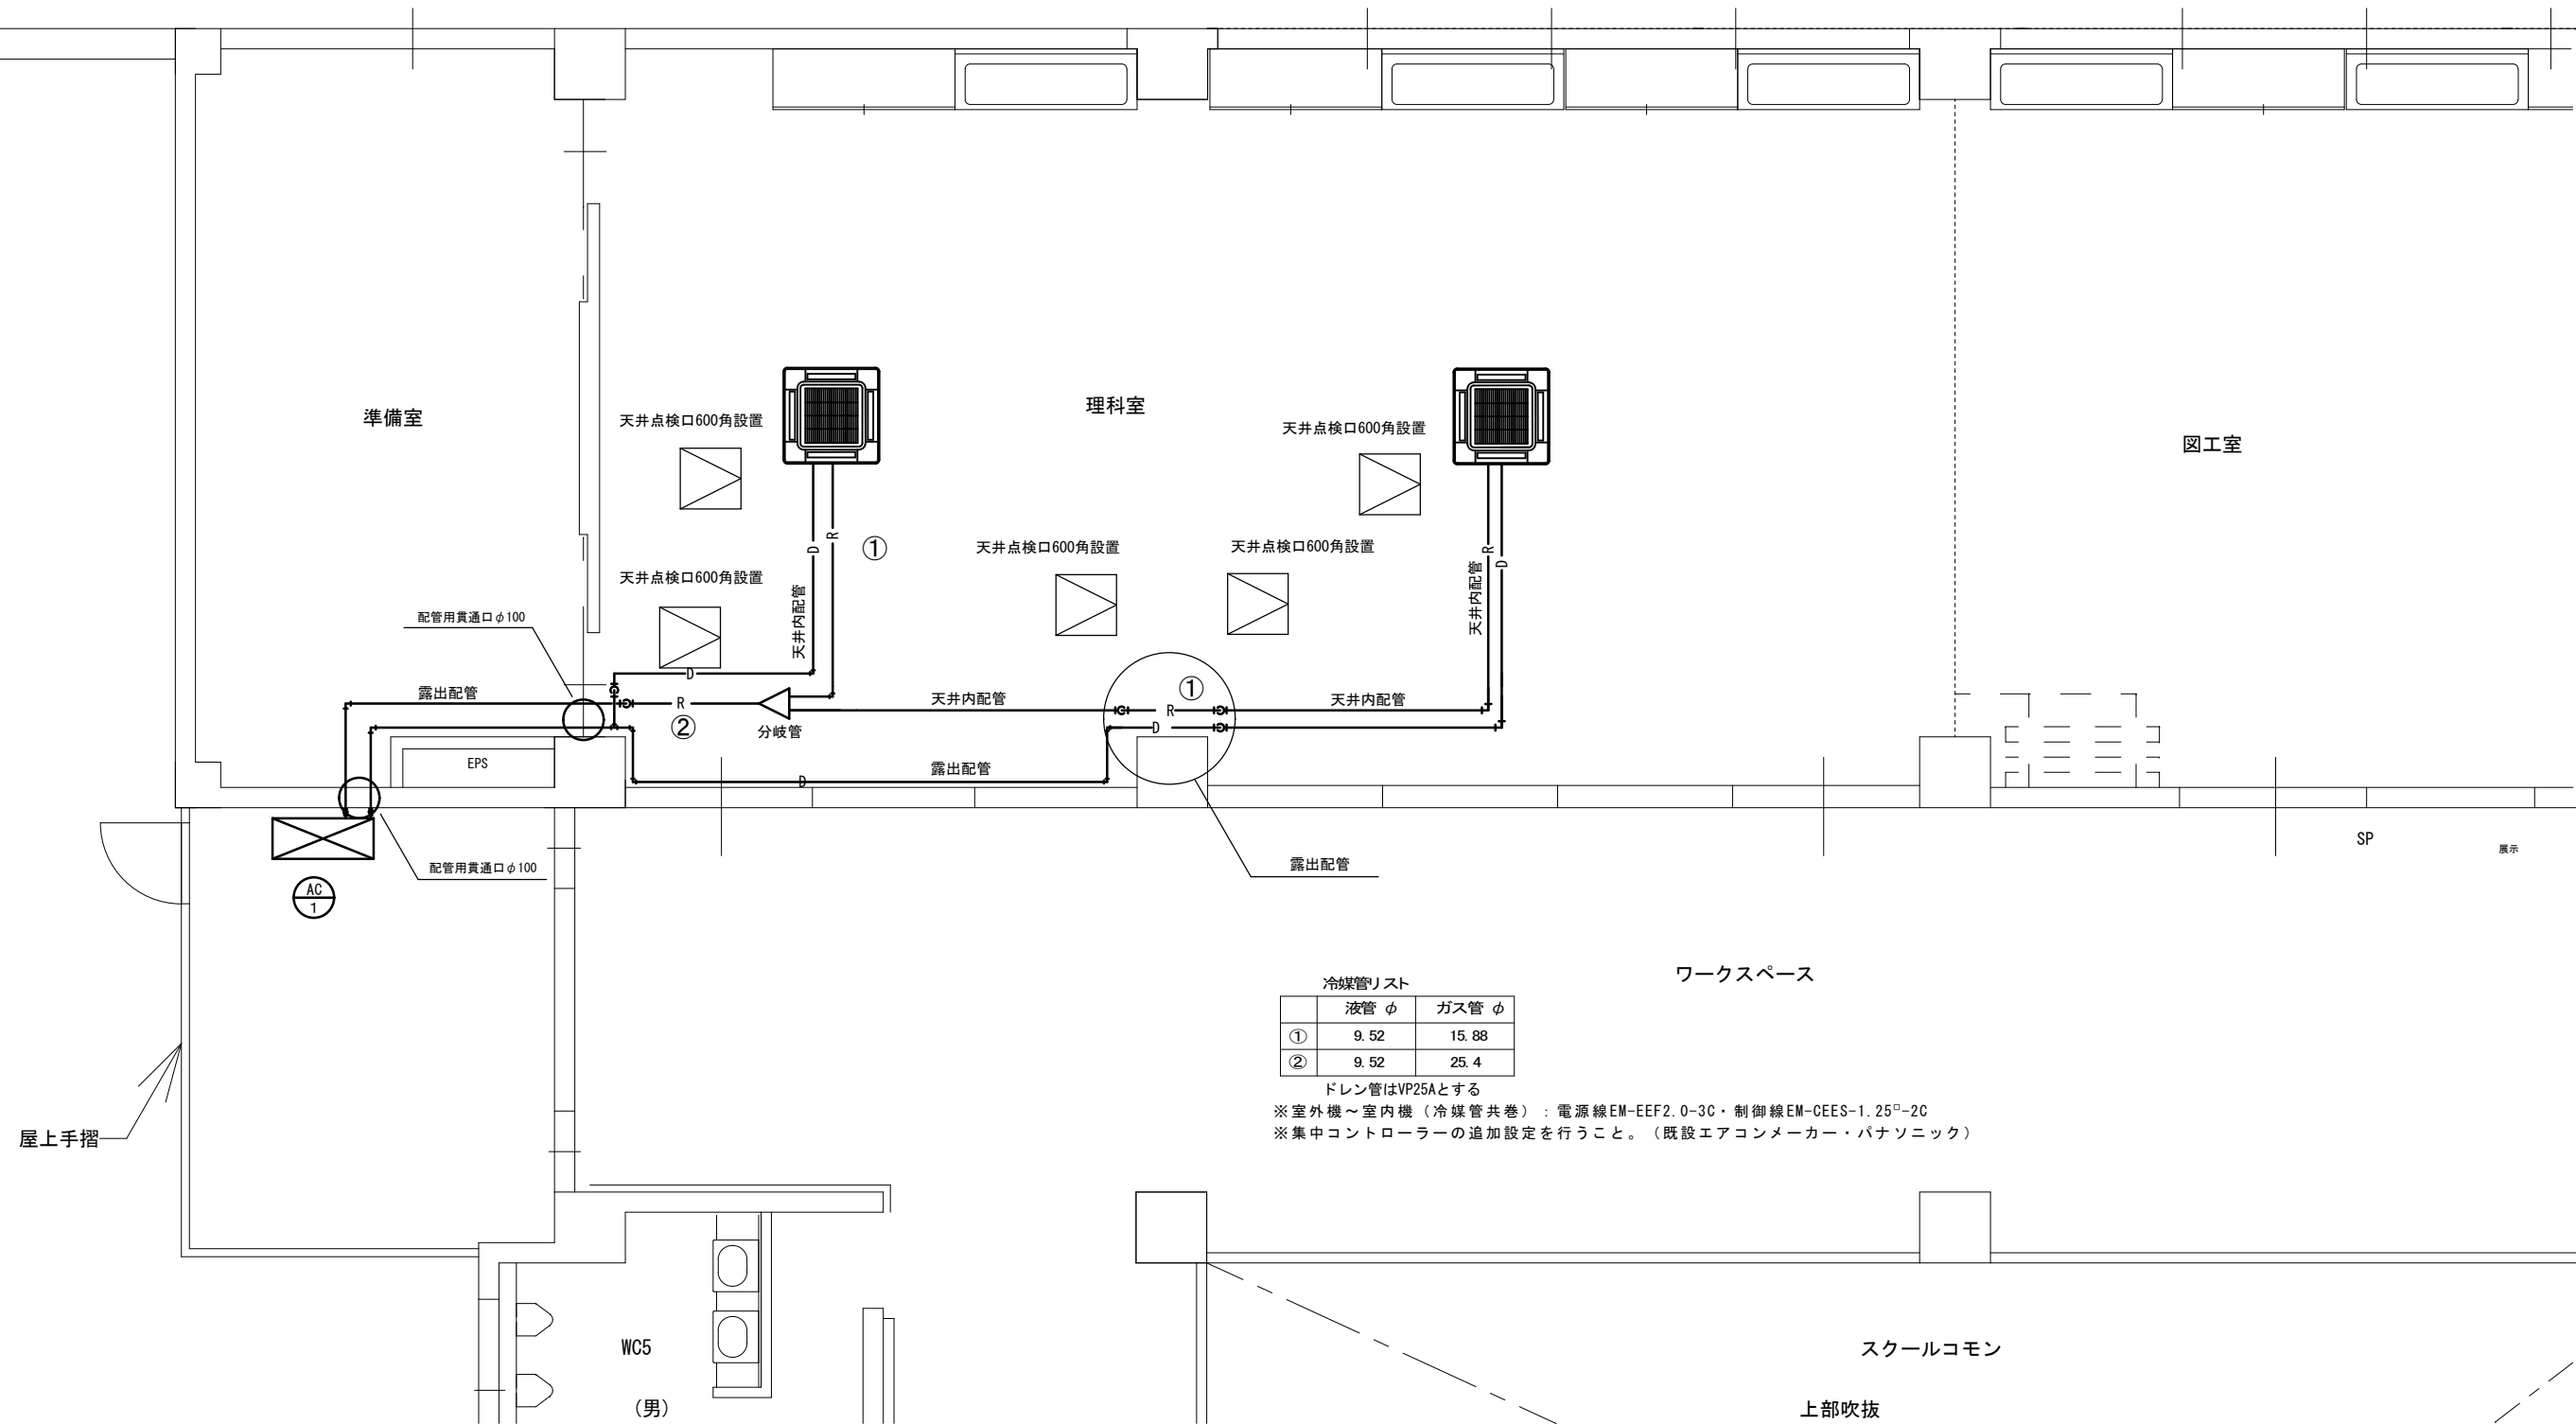 準備室
天井点検口600角設置
理科室
天井点検口600角設置
図工室
D
R
①
天井点検口600角設置
天井点検口600角設置
R
D
天井点検口600角設置
天井内配管
天井内配管
配管用貫通口φ100
D
露出配管
R
②
分岐管
天井内配管
①
R
D
天井内配管
EPS
露出配管
D
SP
展示
配管用貫通口φ100
露出配管
AC
1
ワークスペース
冷媒管リスト
液管 φ ガス管 φ
① 9.52 15.88
② 9.52 25.4
ドレン管はVP25Aとする
※室外機～室内機（冷媒管共巻）：電源線EM-EEF2.0-3C・制御線EM-CEES-1.25□-2C
※集中コントローラーの追加設定を行うこと。（既設エアコンメーカー・パナソニック）
屋上手摺
WC5
(男)
スクールコモン
上部吹抜